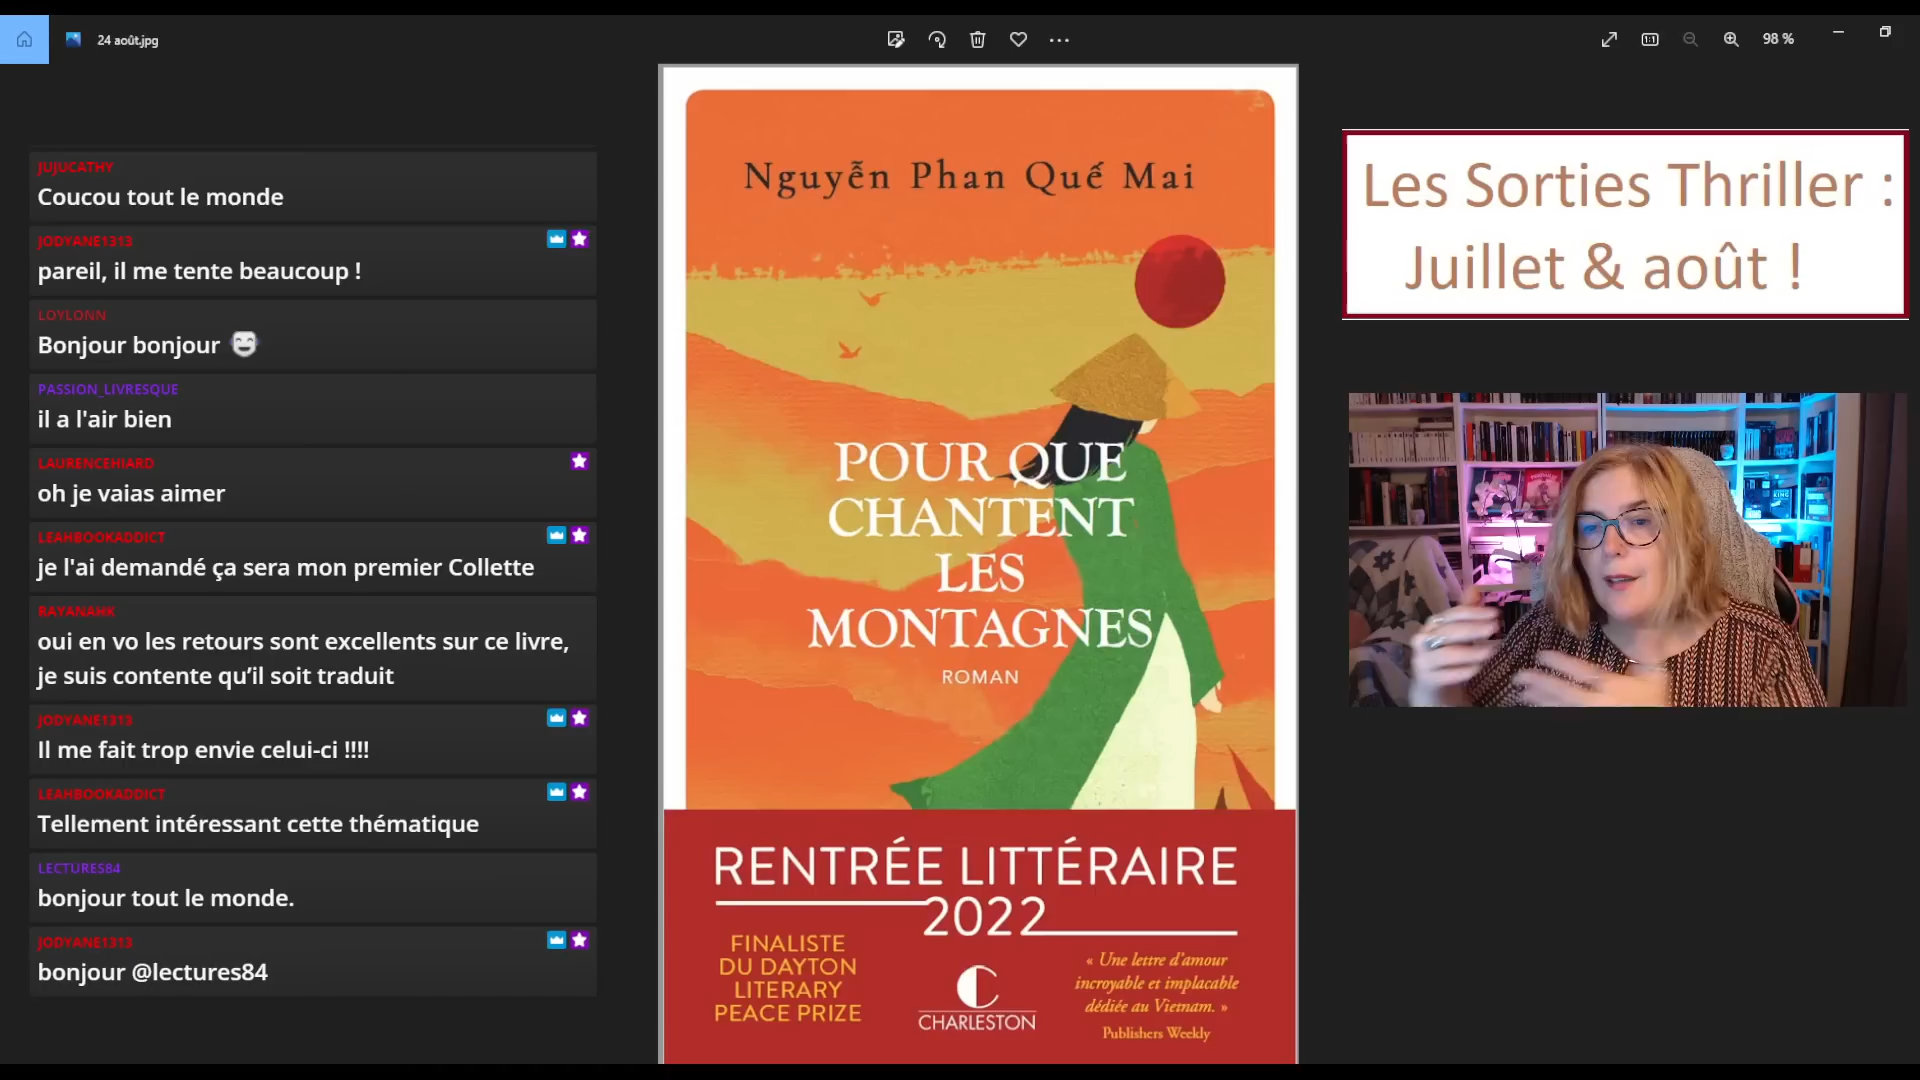 24 août.jpg
98 %
JUJUCATHY
Coucou tout le monde
JODYANE1313
pareil, il me tente beaucoup !
LOYLONN
Bonjour bonjour
PASSION_LIVRESQUE
il a l'air bien
LAURENCEHIARD
oh je vaias aimer
LEAHBOOKADDICT
je l'ai demandé ça sera mon premier Collette
RAYANAHK
oui en vo les retours sont excellents sur ce livre,
je suis contente qu’il soit traduit
JODYANE1313
Il me fait trop envie celui-ci !!!!
LEAHBOOKADDICT
Tellement intéressant cette thématique
LECTURES84
bonjour tout le monde.
JODYANE1313
bonjour @lectures84
Nguyễn Phan Quế Mai
POUR QUE
CHANTENT
LES
MONTAGNES
ROMAN
RENTRÉE LITTÉRAIRE
2022
FINALISTE
DU DAYTON
LITERARY
PEACE PRIZE
CHARLESTON
« Une lettre d'amour
incroyable et implacable
dédiée au Vietnam. »
Publishers Weekly
Les Sorties Thriller :
Juillet & août !
KING